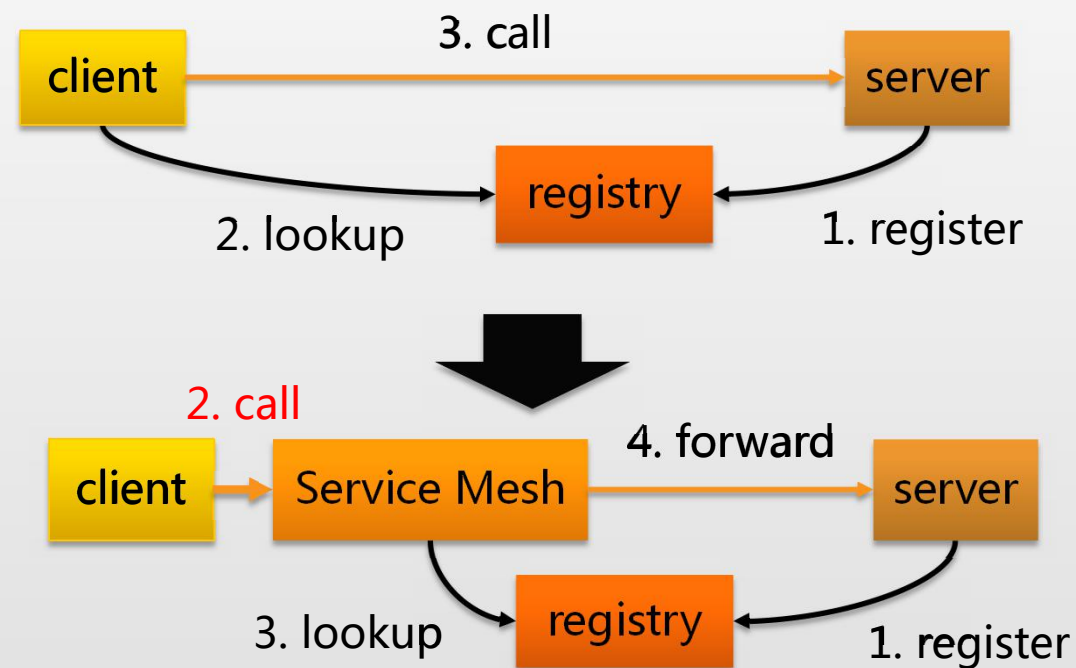 3. call
client
server
registry
2. lookup
1. register
2. call
4. forward
client
Service Mesh
server
registry
3. lookup
1. register